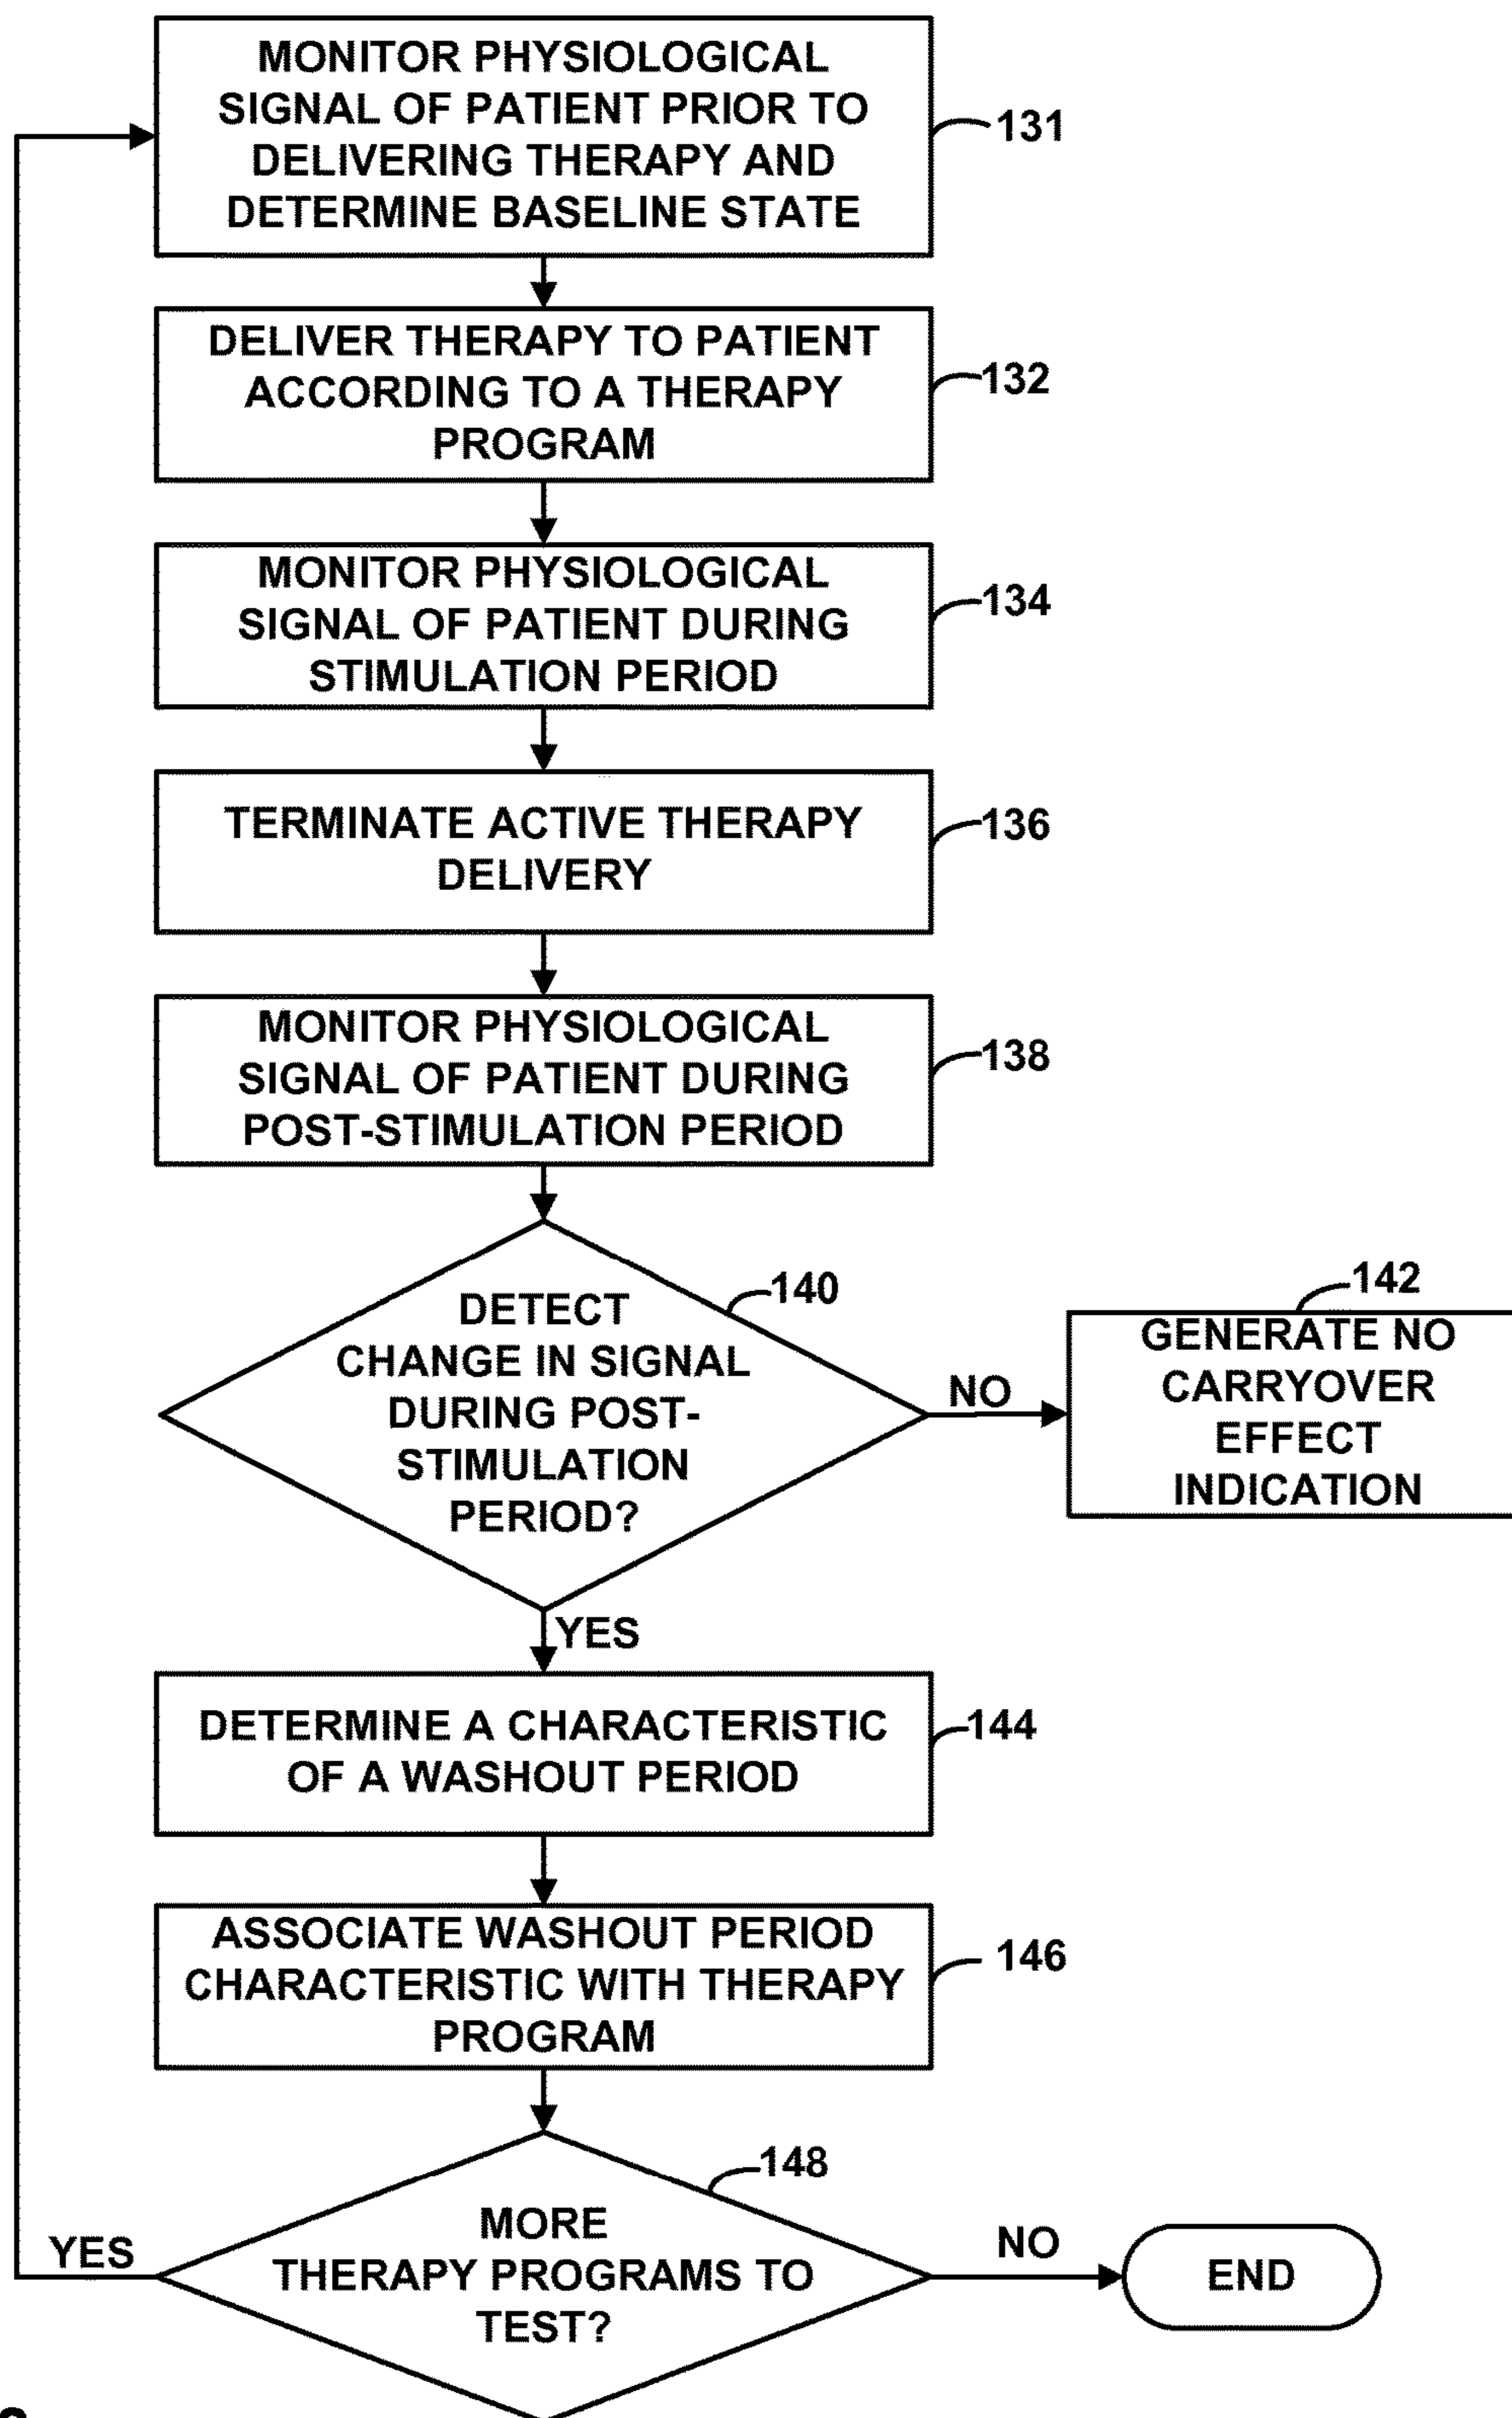 MONITOR PHYSIOLOGICAL
SIGNAL OF PATIENT PRIOR TO
DELIVERING THERAPY AND
DETERMINE BASELINE STATE
131
DELIVER THERAPY TO PATIENT
ACCORDING TO A THERAPY
PROGRAM
132
MONITOR PHYSIOLOGICAL
SIGNAL OF PATIENT DURING
STIMULATION PERIOD
134
TERMINATE ACTIVE THERAPY
DELIVERY
136
MONITOR PHYSIOLOGICAL
SIGNAL OF PATIENT DURING
POST-STIMULATION PERIOD
138
DETECT
CHANGE IN SIGNAL
DURING POST-
STIMULATION
PERIOD?
140
NO
142
GENERATE NO
CARRYOVER
EFFECT
INDICATION
YES
DETERMINE A CHARACTERISTIC
OF A WASHOUT PERIOD
144
ASSOCIATE WASHOUT PERIOD
CHARACTERISTIC WITH THERAPY
PROGRAM
146
MORE
THERAPY PROGRAMS TO
TEST?
148
YES
NO
END